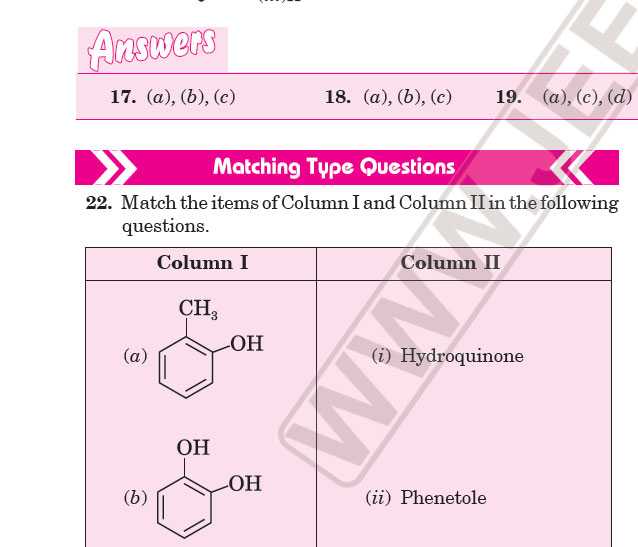 Answers
17. (a), (b), (c) 18. (a), (b), (c) 19. (a), (c), (d)
Matching Type Questions
22. Match the items of Column I and Column II in the following
questions.
Column I Column II
CH₃
OH
(a) (i) Hydroquinone
OH
OH
(b) (ii) Phenetole
WWW.JEE